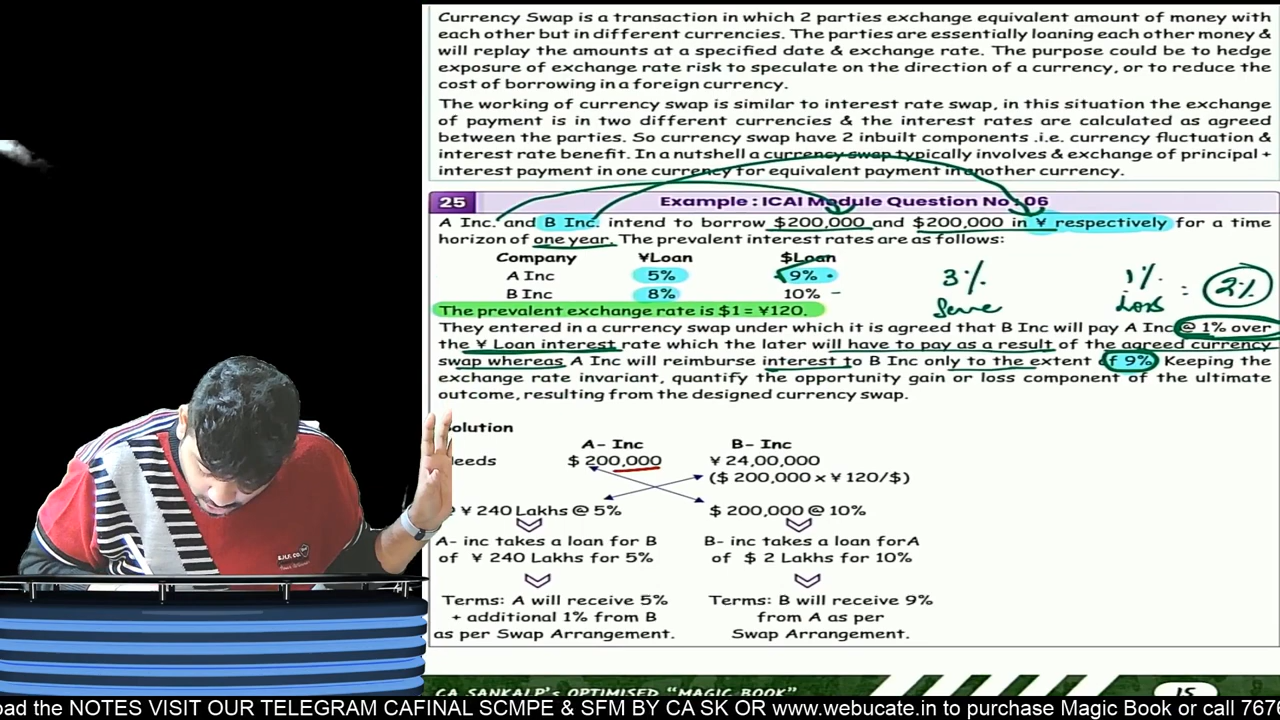 Currency Swap is a transaction in which 2 parties exchange equivalent amount of money with
each other but in different currencies. The parties are essentially loaning each other money &
will replay the amounts at a specified date & exchange rate. The purpose could be to hedge
exposure of exchange rate risk to speculate on the direction of a currency, or to reduce the
cost of borrowing in a foreign currency.
The working of currency swap is similar to interest rate swap, in this situation the exchange
of payment is in two different currencies & the interest rates are calculated as agreed
between the parties. So currency swap have 2 inbuilt components .i.e. currency fluctuation &
interest rate benefit. In a nutshell a currency swap typically involves & exchange of principal +
interest payment in one currency for equivalent payment in another currency.
25 Example : ICAI Module Question No : 06
A Inc. and B Inc. intend to borrow $200,000 and $200,000 in ¥ respectively for a time
horizon of one year. The prevalent interest rates are as follows:
Company ¥Loan $Loan
A Inc 5% 9% 3% 1% = 2%
B Inc 8% 10% Save Loss
The prevalent exchange rate is $1 = ¥120.
They entered in a currency swap under which it is agreed that B Inc will pay A Inc @ 1% over
the ¥ Loan interest rate which the later will have to pay as a result of the agreed currency
swap whereas A Inc will reimburse interest to B Inc only to the extent f 9% Keeping the
exchange rate invariant, quantify the opportunity gain or loss component of the ultimate
outcome, resulting from the designed currency swap.
olution
A- Inc B- Inc
eeds $ 200,000 ¥ 24,00,000
($ 200,000 x ¥ 120/$)
¥ 240 Lakhs @ 5% $ 200,000 @ 10%
A- inc takes a loan for B B- inc takes a loan for A
of ¥ 240 Lakhs for 5% of $ 2 Lakhs for 10%
Terms: A will receive 5% Terms: B will receive 9%
+ additional 1% from B from A as per
as per Swap Arrangement. Swap Arrangement.
CA SANKALP's OPTIMISED "MAGIC BOOK" 15
oad the NOTES VISIT OUR TELEGRAM CAFINAL SCMPE & SFM BY CA SK OR www.webucate.in to purchase Magic Book or call 767